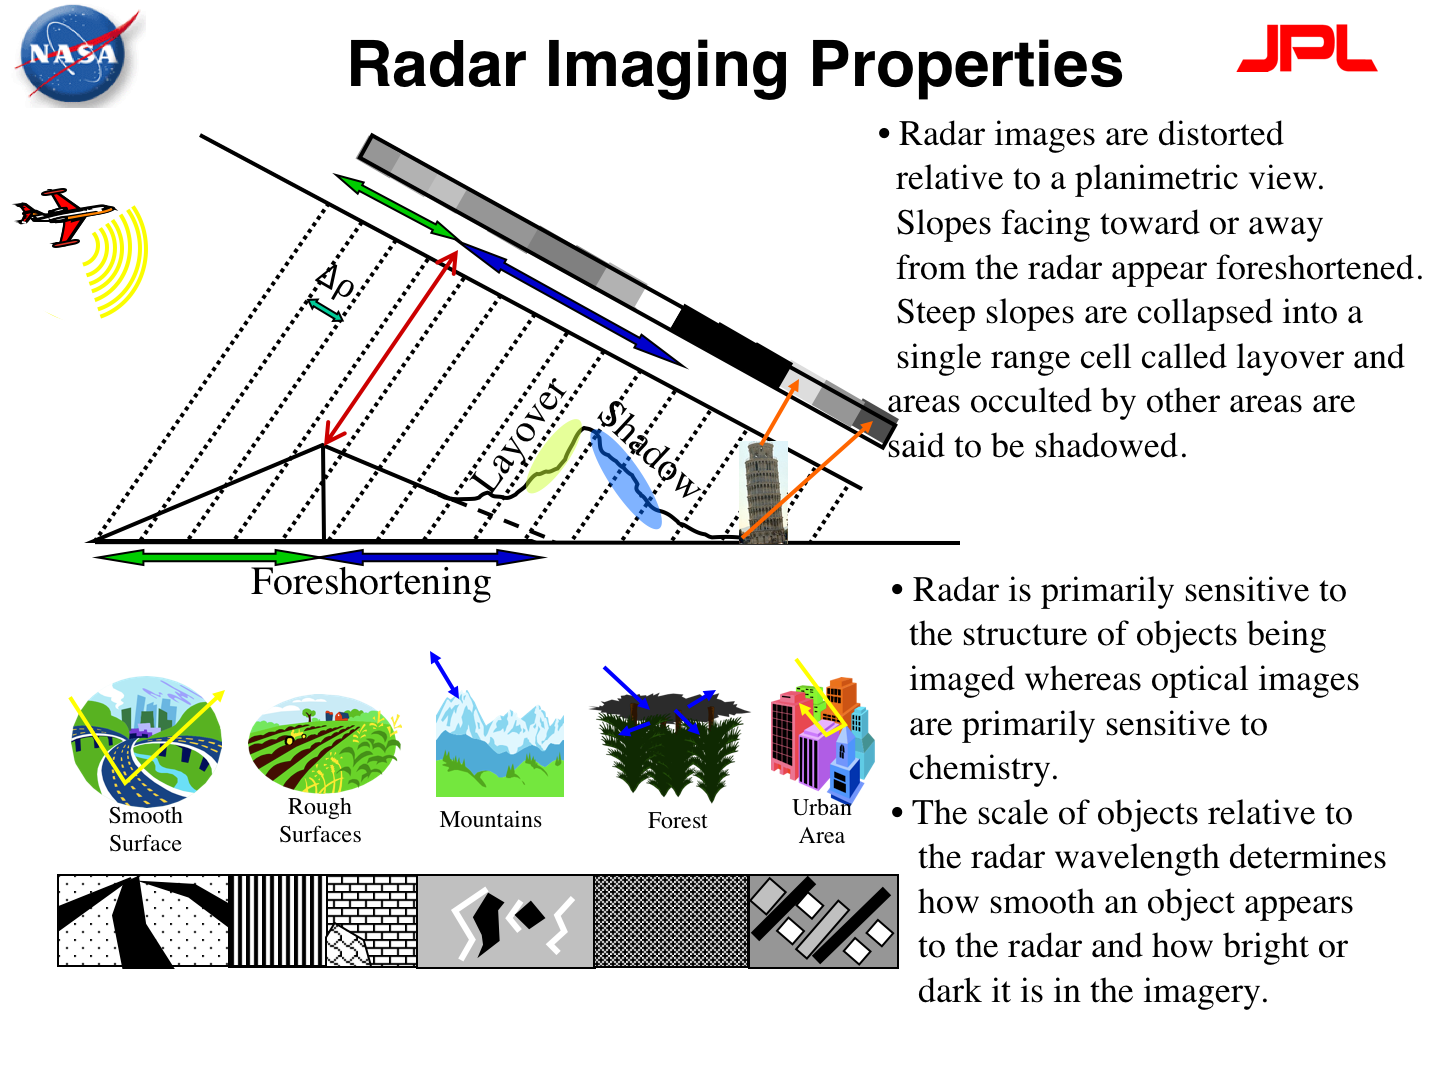 NASA
Radar Imaging Properties
JPL
• Radar images are distorted
relative to a planimetric view.
Slopes facing toward or away
from the radar appear foreshortened.
Steep slopes are collapsed into a
single range cell called layover and
areas occulted by other areas are
said to be shadowed.
Δρ
Layover
Shadow
Foreshortening
• Radar is primarily sensitive to
the structure of objects being
imaged whereas optical images
are primarily sensitive to
chemistry.
• The scale of objects relative to
the radar wavelength determines
how smooth an object appears
to the radar and how bright or
dark it is in the imagery.
Smooth
Surface
Rough
Surfaces
Mountains
Forest
Urban
Area